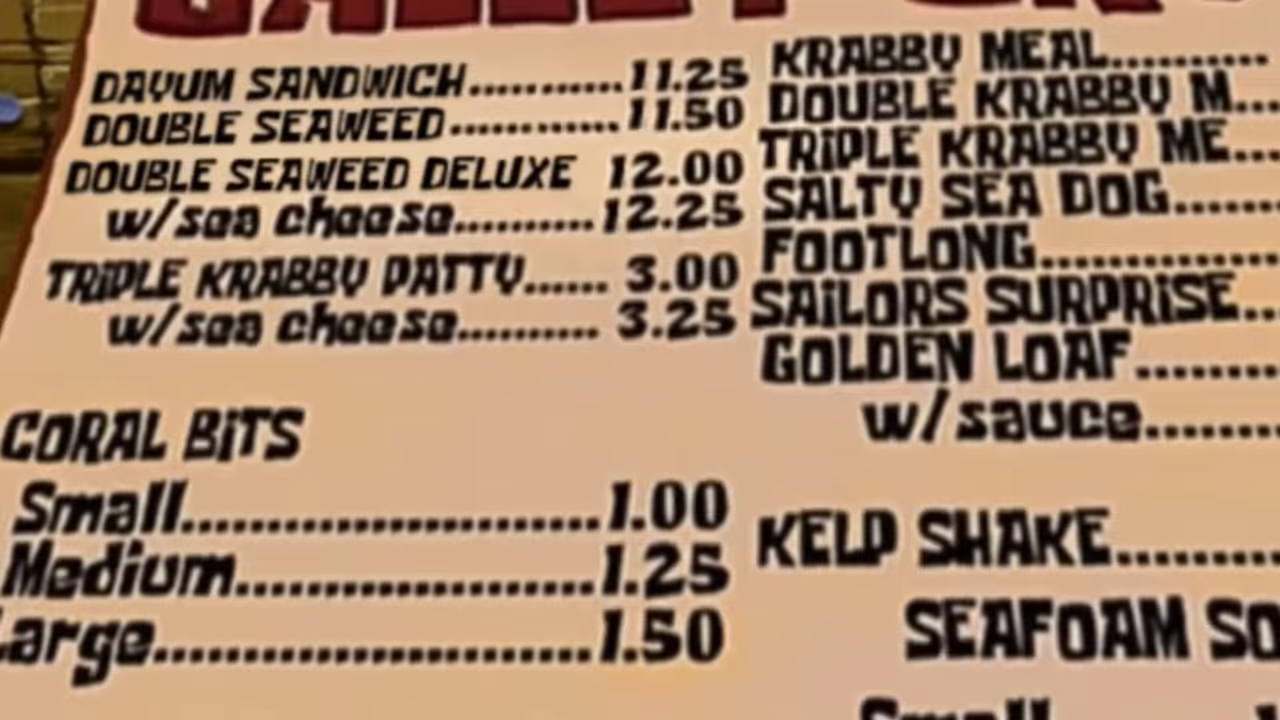 DAYUM SANDWICH...........11.25
DOUBLE SEAWEED............11.50
DOUBLE SEAWEED DELUXE 12.00
w/sea cheese..........12.25
TRIPLE KRABBY PATTY...... 3.00
w/sea cheese.......... 3.25
CORAL BITS
Small..............................1.00
Medium..........................1.25
Large...............................1.50
KRABBY MEAL..........
DOUBLE KRABBY M...
TRIPLE KRABBY ME...
SALTY SEA DOG.......
FOOTLONG................
SAILORS SURPRISE..
GOLDEN LOAF.........
w/sauce........
KELP SHAKE..........
SEAFOAM SO
Small